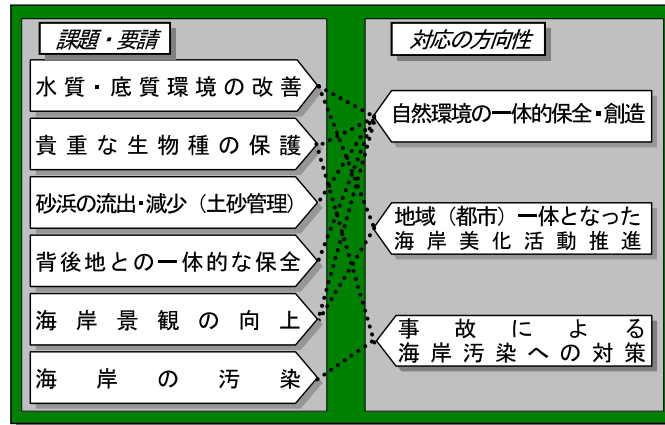 課題・要請
水質・底質環境の改善
貴重な生物種の保護
砂浜の流出・減少（土砂管理）
背後地との一体的な保全
海岸景観の向上
海岸の汚染
対応の方向性
自然環境の一体的保全・創造
地域（都市）一体となった
海岸美化活動推進
事故による
海岸汚染への対策